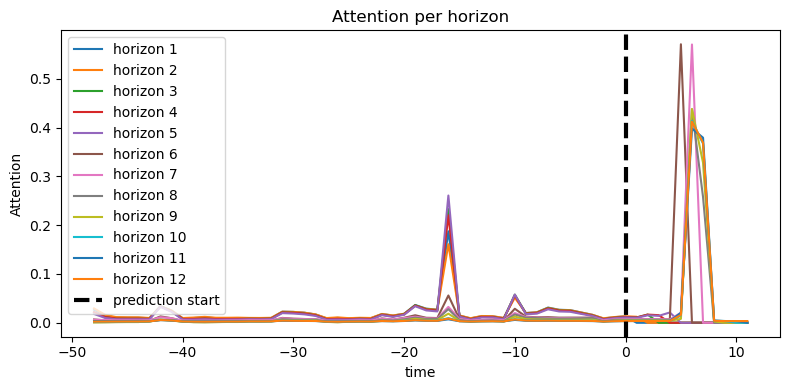 Attention per horizon
horizon 1
horizon 2
horizon 3
horizon 4
horizon 5
horizon 6
horizon 7
horizon 8
horizon 9
horizon 10
horizon 11
horizon 12
prediction start
Attention
0.5
0.4
0.3
0.2
0.1
0.0
−50 −40 −30 −20 −10 0 10
time